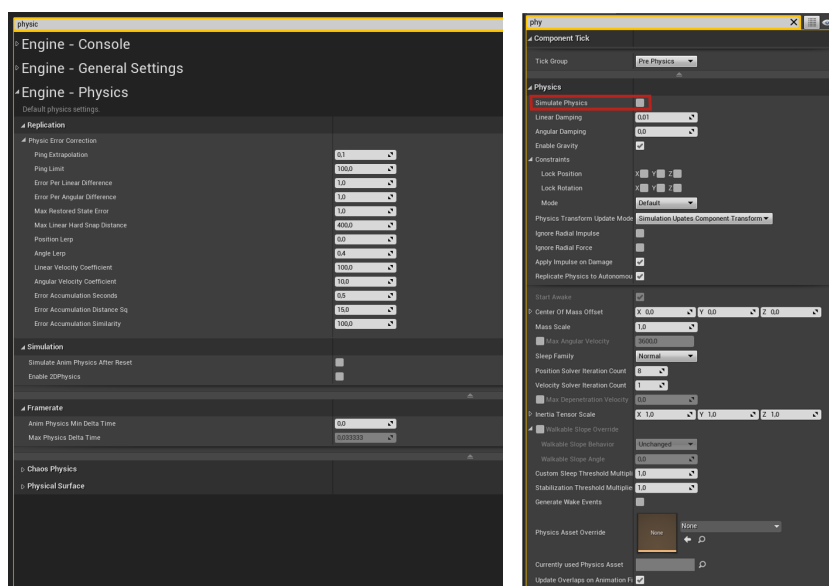 physic
Engine - Console
Engine - General Settings
Engine - Physics
Default physics settings.
Replication
Physic Error Correction
Ping Extrapolation 0,1
Ping Limit 100,0
Error Per Linear Difference 1,0
Error Per Angular Difference 1,0
Max Restored State Error 1,0
Max Linear Hard Snap Distance 400,0
Position Lerp 0,0
Angle Lerp 0,4
Linear Velocity Coefficient 100,0
Angular Velocity Coefficient 10,0
Error Accumulation Seconds 0,5
Error Accumulation Distance Sq 15,0
Error Accumulation Similarity 100,0
Simulation
Simulate Anim Physics After Reset
Enable 2DPhysics
Framerate
Anim Physics Min Delta Time 0,0
Max Physics Delta Time 0,033333
Chaos Physics
Physical Surface
phy
Component Tick
Tick Group Pre Physics
Physics
Simulate Physics
Linear Damping 0,01
Angular Damping 0,0
Enable Gravity
Constraints
Lock Position X Y Z
Lock Rotation X Y Z
Mode Default
Physics Transform Update Mode Simulation Upates Component Transform
Ignore Radial Impulse
Ignore Radial Force
Apply Impulse on Damage
Replicate Physics to Autonomou
Start Awake
Center Of Mass Offset X 0,0 Y 0,0 Z 0,0
Mass Scale 1,0
Max Angular Velocity 3600,0
Sleep Family Normal
Position Solver Iteration Count 8
Velocity Solver Iteration Count 1
Max Depenetration Velocity 0,0
Inertia Tensor Scale X 1,0 Y 1,0 Z 1,0
Walkable Slope Override
Walkable Slope Behavior Unchanged
Walkable Slope Angle 0,0
Custom Sleep Threshold Multipli 1,0
Stabilization Threshold Multiplie 1,0
Generate Wake Events
Physics Asset Override None None
Currently used Physics Asset
Update Overlaps on Animation Fi